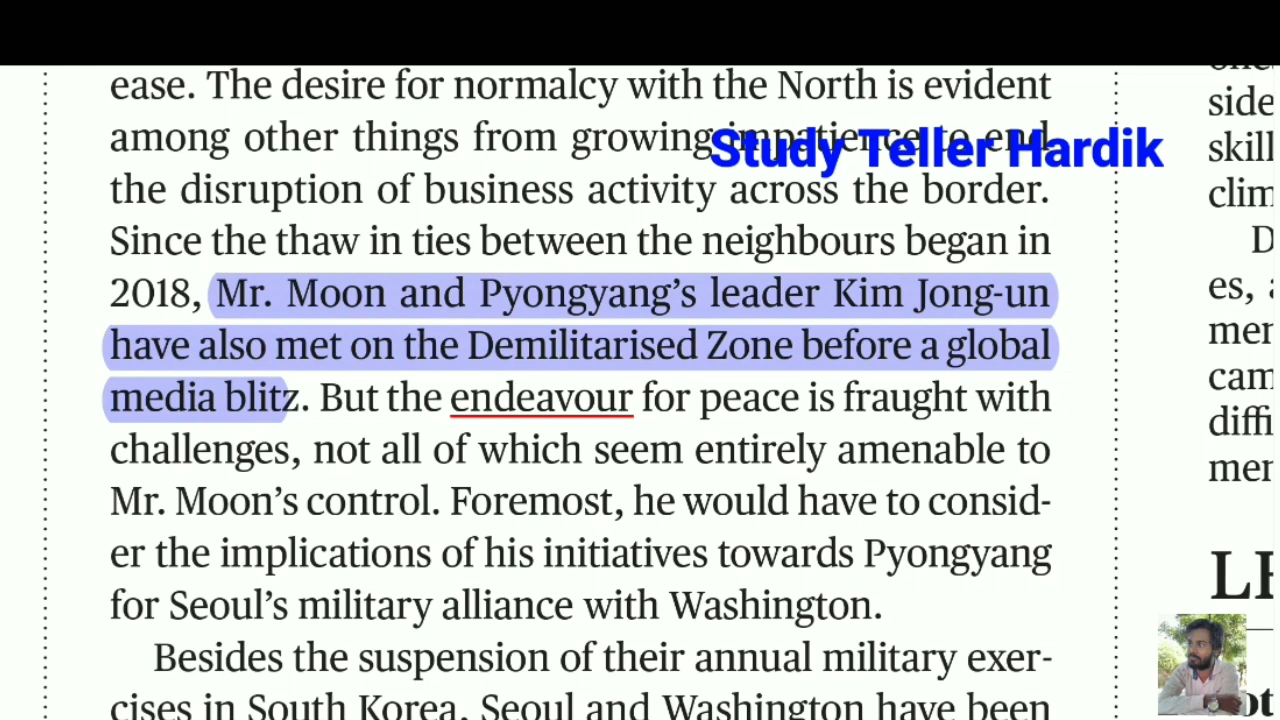 ease. The desire for normalcy with the North is evident
among other things from growing impatience to end
Study Teller Hardik
the disruption of business activity across the border.
Since the thaw in ties between the neighbours began in
2018, Mr. Moon and Pyongyang's leader Kim Jong-un
have also met on the Demilitarised Zone before a global
media blitz. But the endeavour for peace is fraught with
challenges, not all of which seem entirely amenable to
Mr. Moon's control. Foremost, he would have to consid-
er the implications of his initiatives towards Pyongyang
for Seoul's military alliance with Washington.
Besides the suspension of their annual military exer-
cises in South Korea, Seoul and Washington have been
side
skill
clim
D
es,
men
cam
diffi
men
LE
ot